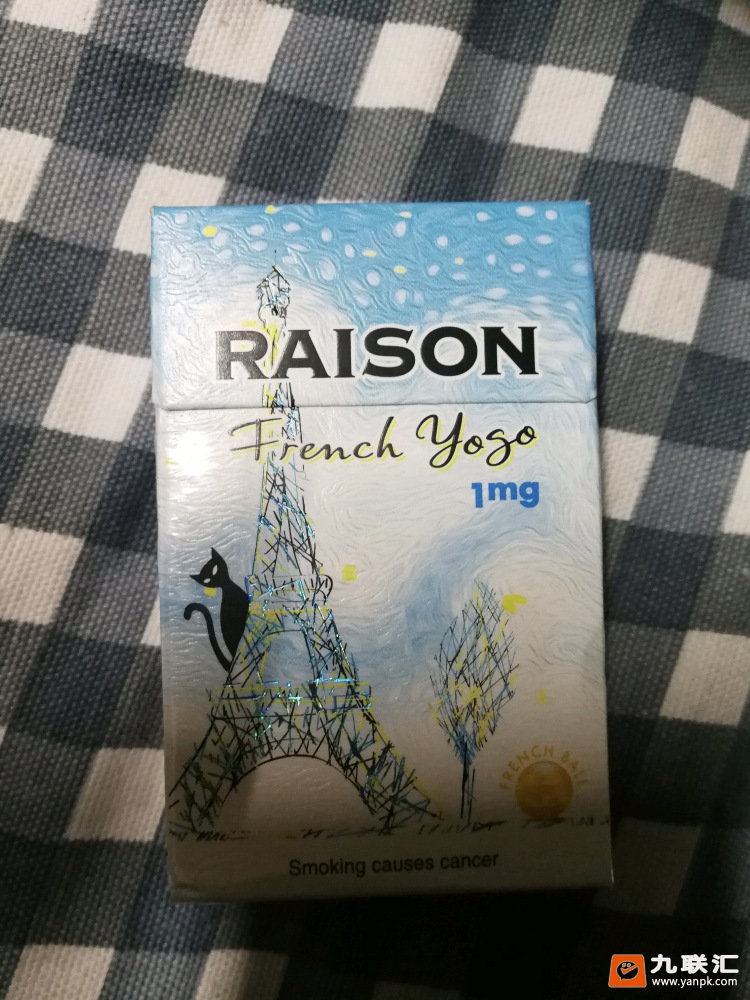 RAISON
French Yogo
1mg
FRENCH BALL
Smoking causes cancer
九联汇
www.yanpk.com